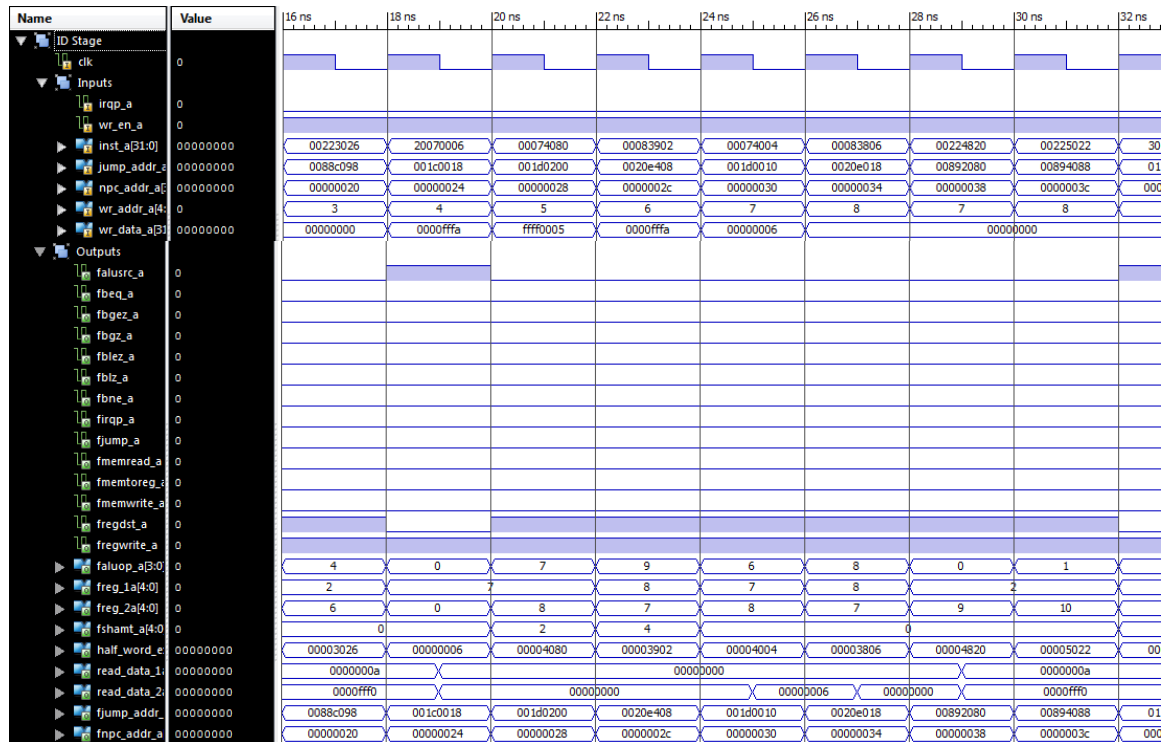 Name Value 16 ns 18 ns 20 ns 22 ns 24 ns 26 ns 28 ns 30 ns 32 ns
ID Stage
clk 0
Inputs
irqp_a 0
wr_en_a 0
inst_a[31:0] 00000000 00223026 20070006 00074080 00083902 00074004 00083806 00224820 00225022 30
jump_addr_a 00000000 0088c098 001c0018 001d0200 0020e408 001d0010 0020e018 00892080 00894088 01
npc_addr_a[3 00000000 00000020 00000024 00000028 0000002c 00000030 00000034 00000038 0000003c 000
wr_addr_a[4: 0 3 4 5 6 7 8 7 8
wr_data_a[31 00000000 00000000 0000fffa ffff0005 0000fffa 00000006 00000000
Outputs
falusrc_a 0
fbeq_a 0
fbgez_a 0
fbgz_a 0
fblez_a 0
fblz_a 0
fbne_a 0
firqp_a 0
fjump_a 0
fmemread_a 0
fmemtoreg_a 0
fmemwrite_a 0
fregdst_a 0
fregwrite_a 0
faluop_a[3:0] 0 4 0 7 9 6 8 0 1
freg_1a[4:0] 0 2 7 8 7 8 2
freg_2a[4:0] 0 6 0 8 7 8 7 9 10
fshamt_a[4:0 0 0 2 4 0
half_word_e 00000000 00003026 00000006 00004080 00003902 00004004 00003806 00004820 00005022 00
read_data_1 00000000 0000000a 00000000 0000000a
read_data_2 00000000 0000fff0 00000000 00000006 00000000 0000fff0
fjump_addr_ 00000000 0088c098 001c0018 001d0200 0020e408 001d0010 0020e018 00892080 00894088 01
fnpc_addr_a 00000000 00000020 00000024 00000028 0000002c 00000030 00000034 00000038 0000003c 000